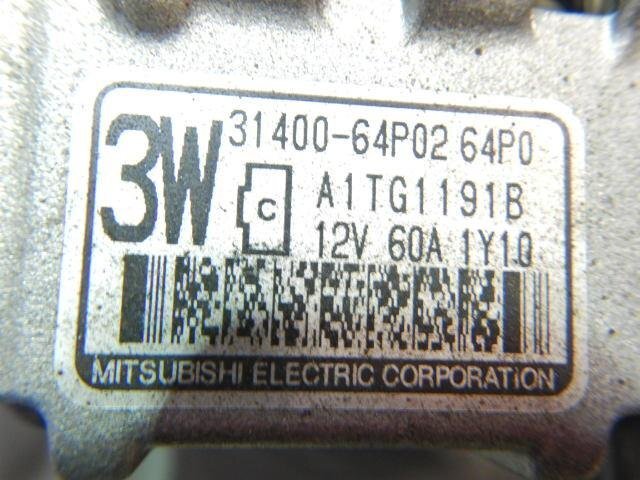 3W
31400-64P02 64P0
C
A1TG1191B
12V 60A 1Y10
MITSUBISHI ELECTRIC CORPORATION